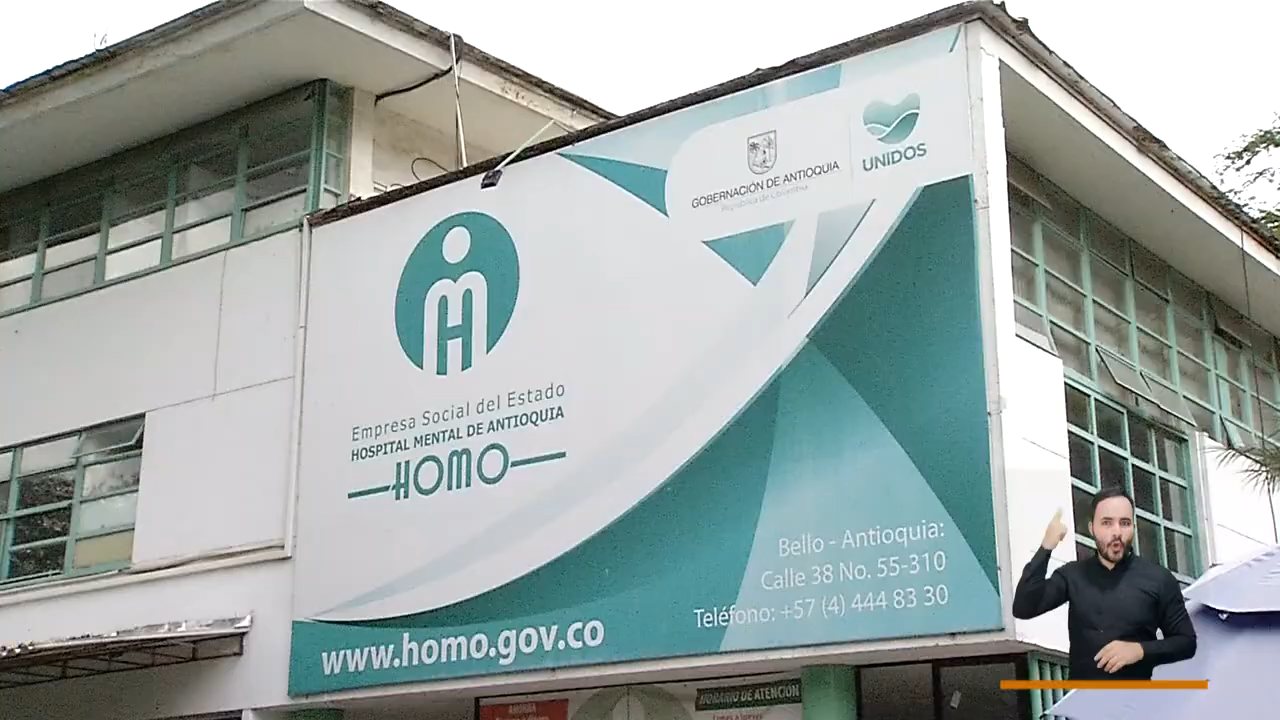 GOBERNACIÓN DE ANTIOQUIA
República de Colombia
UNIDOS
Empresa Social del Estado
HOSPITAL MENTAL DE ANTIOQUIA
HOMO
Bello - Antioquia:
Calle 38 No. 55-310
Teléfono: +57 (4) 444 83 30
www.homo.gov.co
HORARIO DE ATENCIÓN